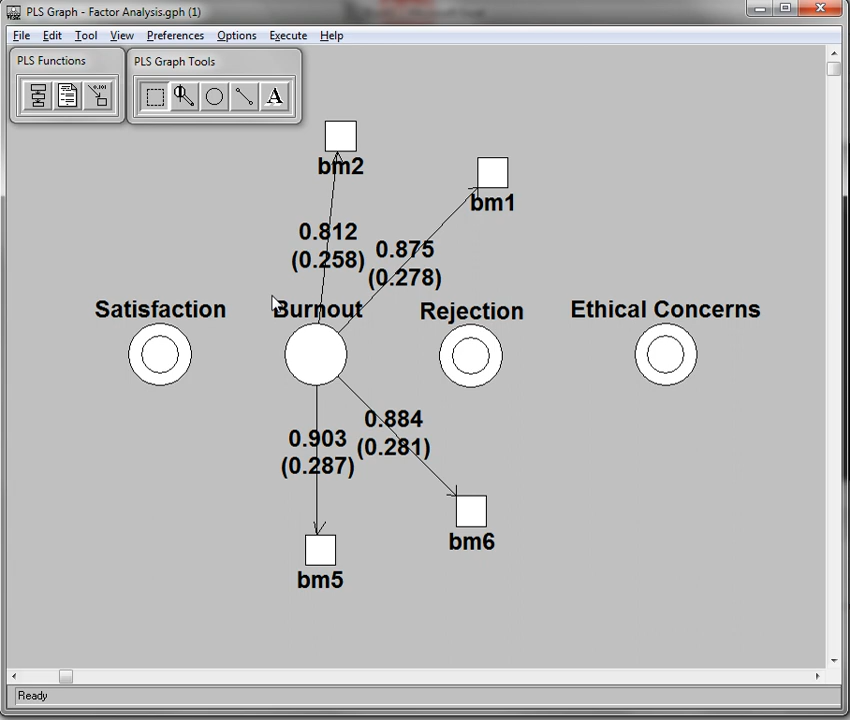 PLS Graph - Factor Analysis.gph (1)
File Edit Tool View Preferences Options Execute Help
PLS Functions
PLS Graph Tools
A
bm2
bm1
0.812
(0.258)
0.875
(0.278)
Satisfaction
Burnout
Rejection
Ethical Concerns
0.903
(0.287)
0.884
(0.281)
bm6
bm5
Ready